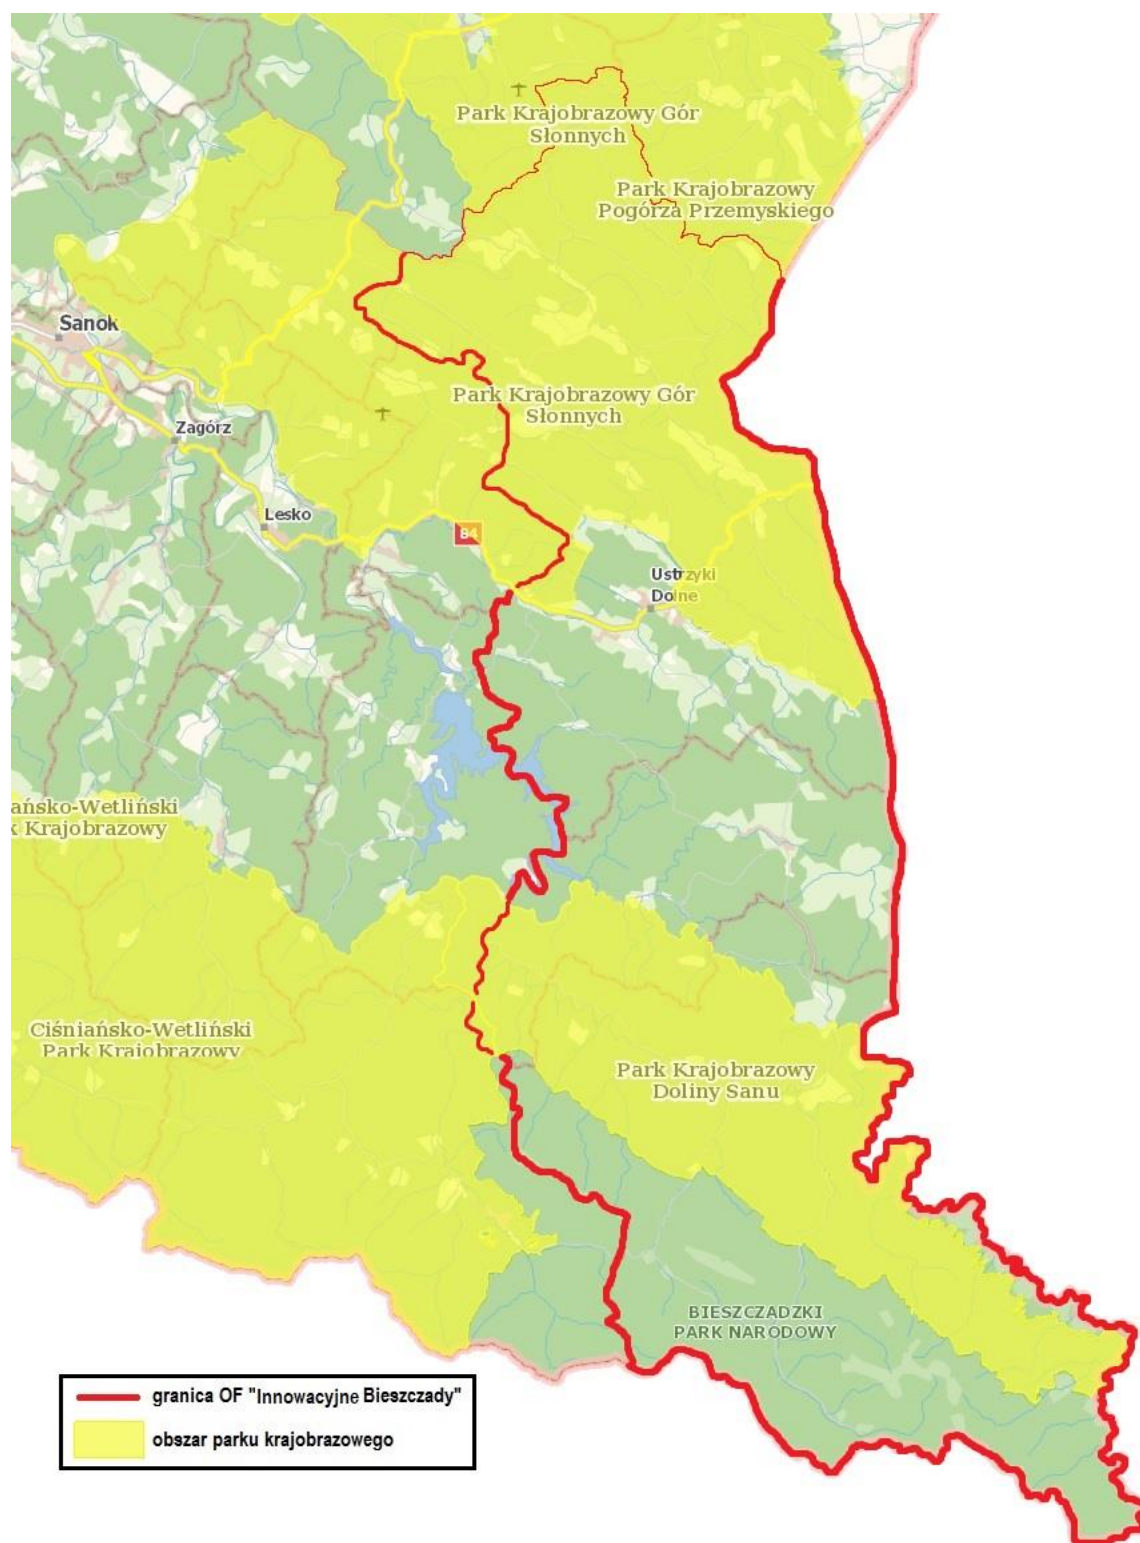 Park Krajobrazowy Gór
Słonnych
Park Krajobrazowy
Pogórza Przemyskiego
Sanok
Park Krajobrazowy Gór
Słonnych
Zagórz
Lesko
84
Ustrzyki
Dolne
ańsko-Wetliński
k Krajobrazowy
Ciśniańsko-Wetliński
Park Krajobrazowy
Park Krajobrazowy
Doliny Sanu
BIESZCZADZKI
PARK NARODOWY
granica OF "Innowacyjne Bieszczady"
obszar parku krajobrazowego